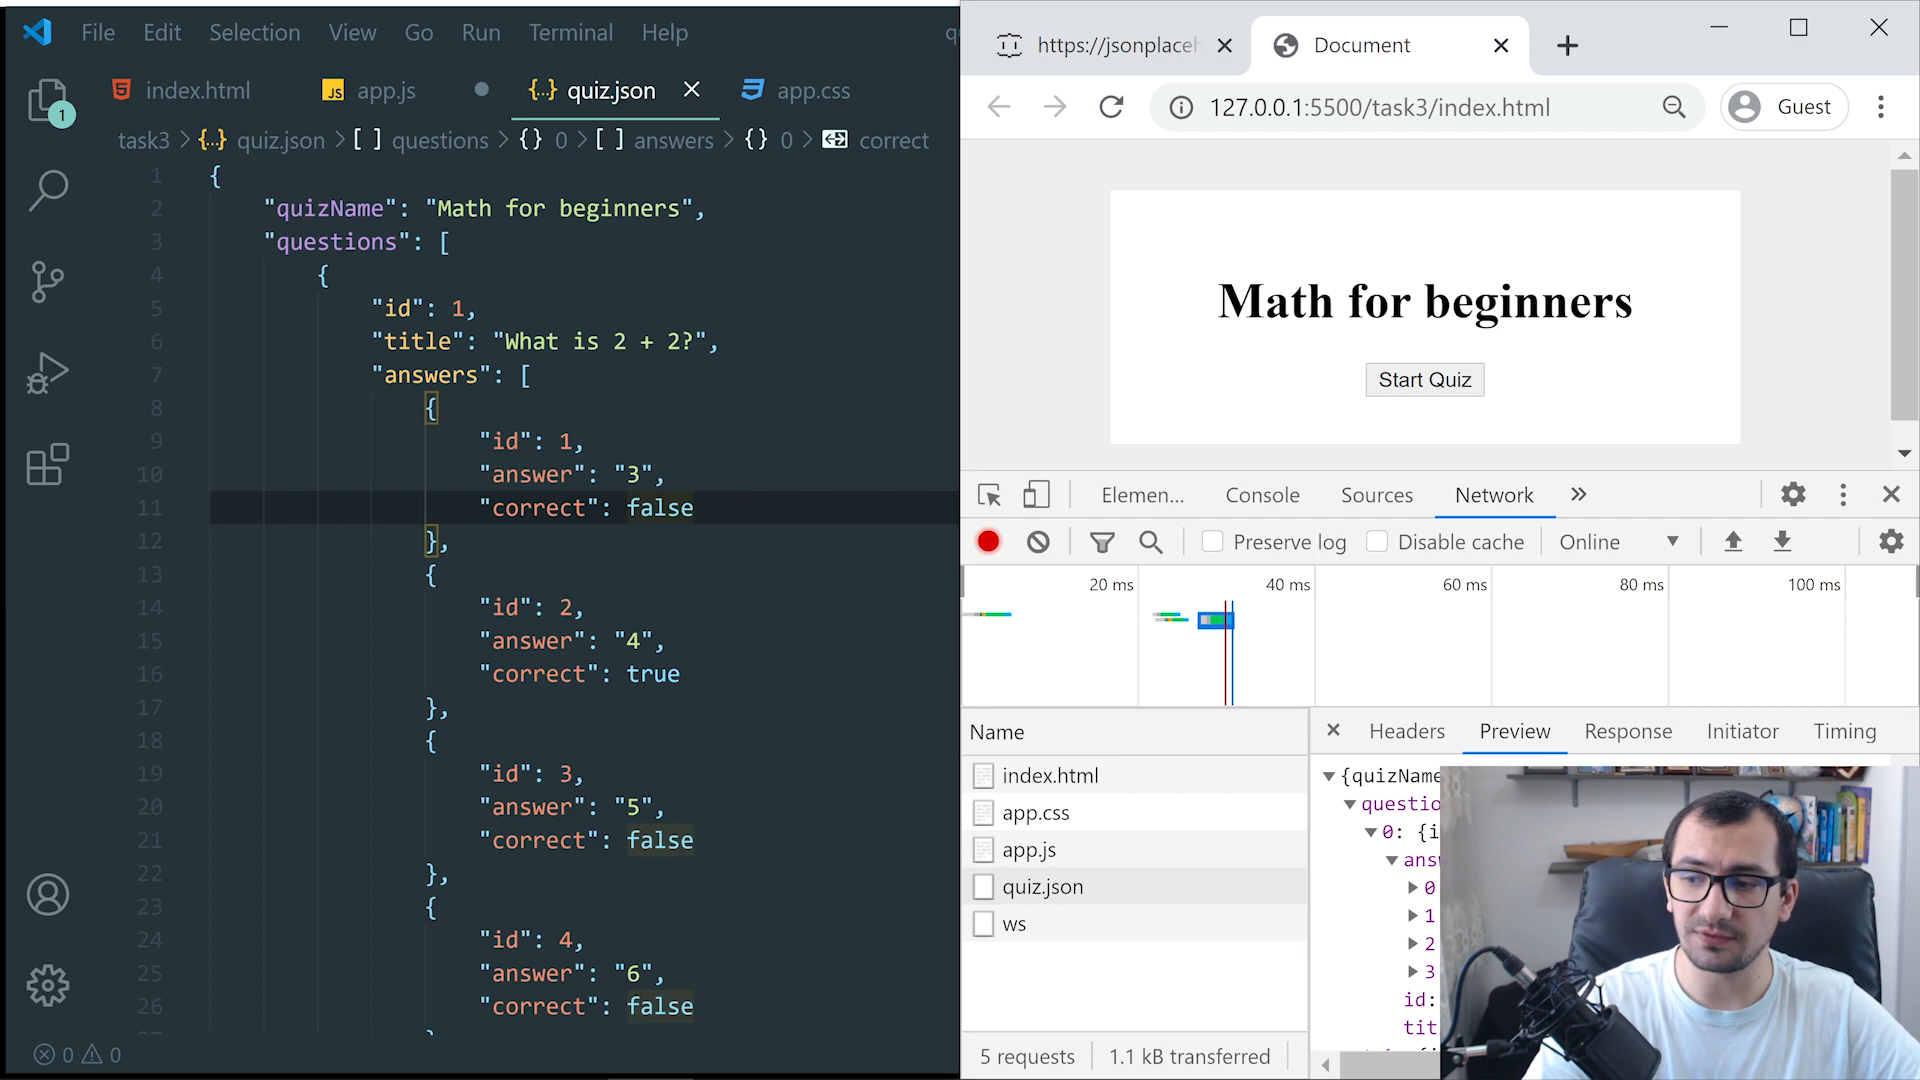 File Edit Selection View Go Run Terminal Help
index.html app.js quiz.json app.css
task3 > quiz.json > [ ] questions > {} 0 > [ ] answers > {} 0 > correct
1 {
2 "quizName": "Math for beginners",
3 "questions": [
4 {
5 "id": 1,
6 "title": "What is 2 + 2?",
7 "answers": [
8 {
9 "id": 1,
10 "answer": "3",
11 "correct": false
12 },
13 {
14 "id": 2,
15 "answer": "4",
16 "correct": true
17 },
18 {
19 "id": 3,
20 "answer": "5",
21 "correct": false
22 },
23 {
24 "id": 4,
25 "answer": "6",
26 "correct": false
1
0 0
https://jsonplaceh Document
127.0.0.1:5500/task3/index.html Guest
Math for beginners
Start Quiz
Elemen... Console Sources Network
Preserve log Disable cache Online
20 ms 40 ms 60 ms 80 ms 100 ms
Name
index.html
app.css
app.js
quiz.json
ws
5 requests 1.1 kB transferred
Headers Preview Response Initiator Timing
{quizName
questio
0: {i
answ
0
1
2
3
id:
tit